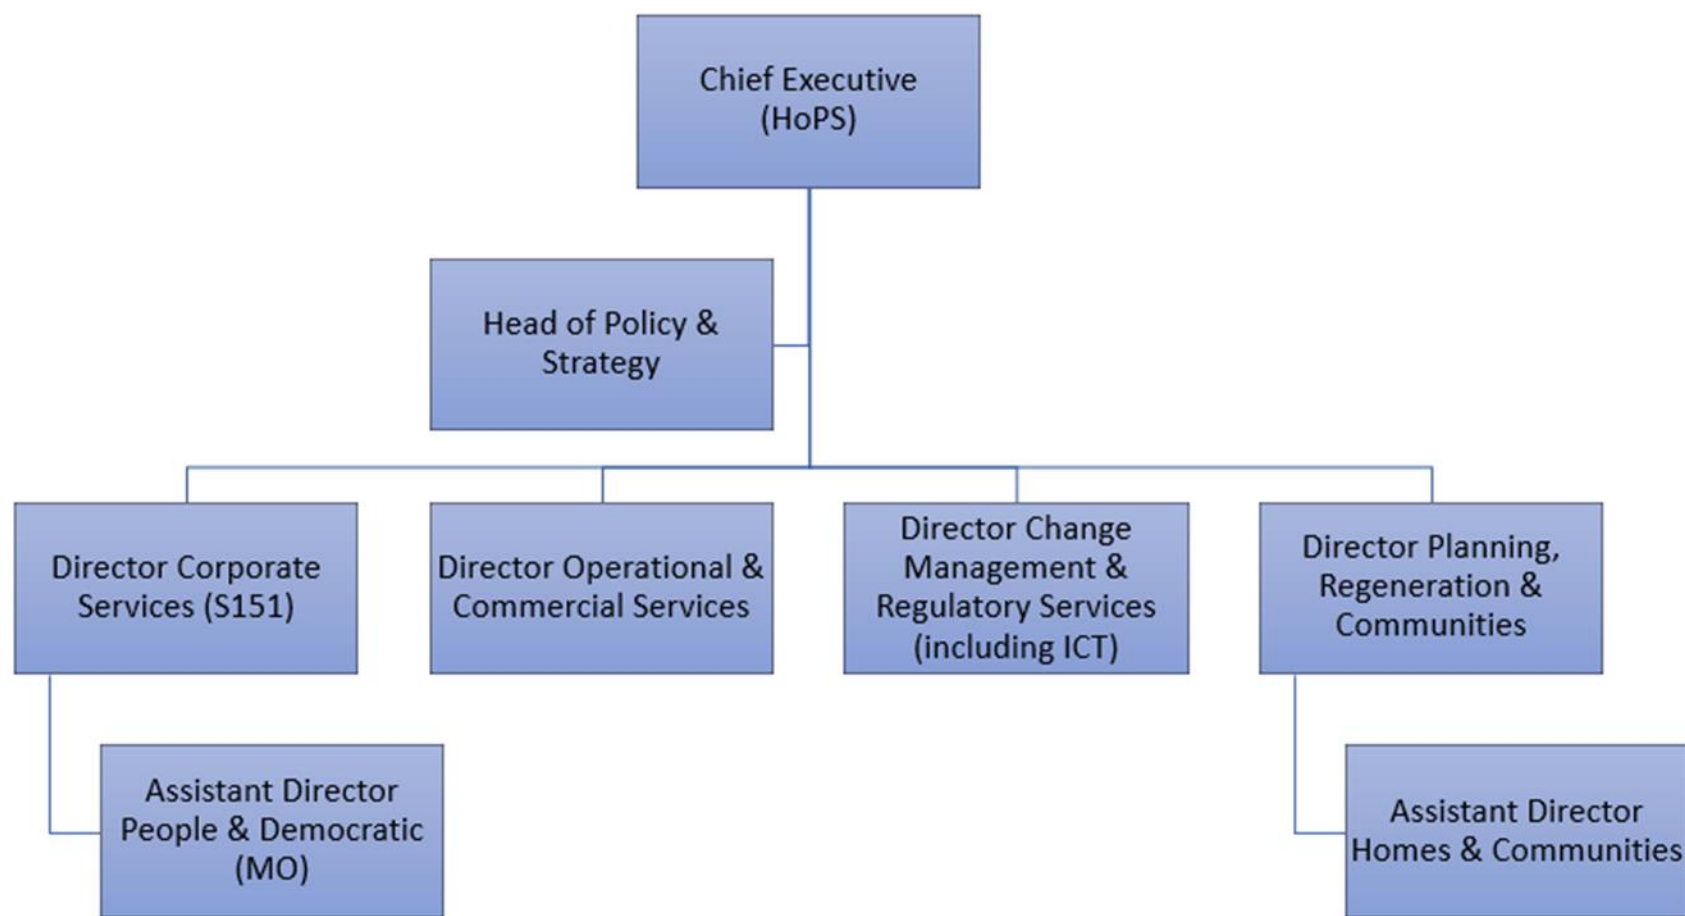 Chief Executive
(HoPS)
Head of Policy &
Strategy
Director Corporate
Services (S151)
Director Operational &
Commercial Services
Director Change
Management &
Regulatory Services
(including ICT)
Director Planning,
Regeneration &
Communities
Assistant Director
People & Democratic
(MO)
Assistant Director
Homes & Communities